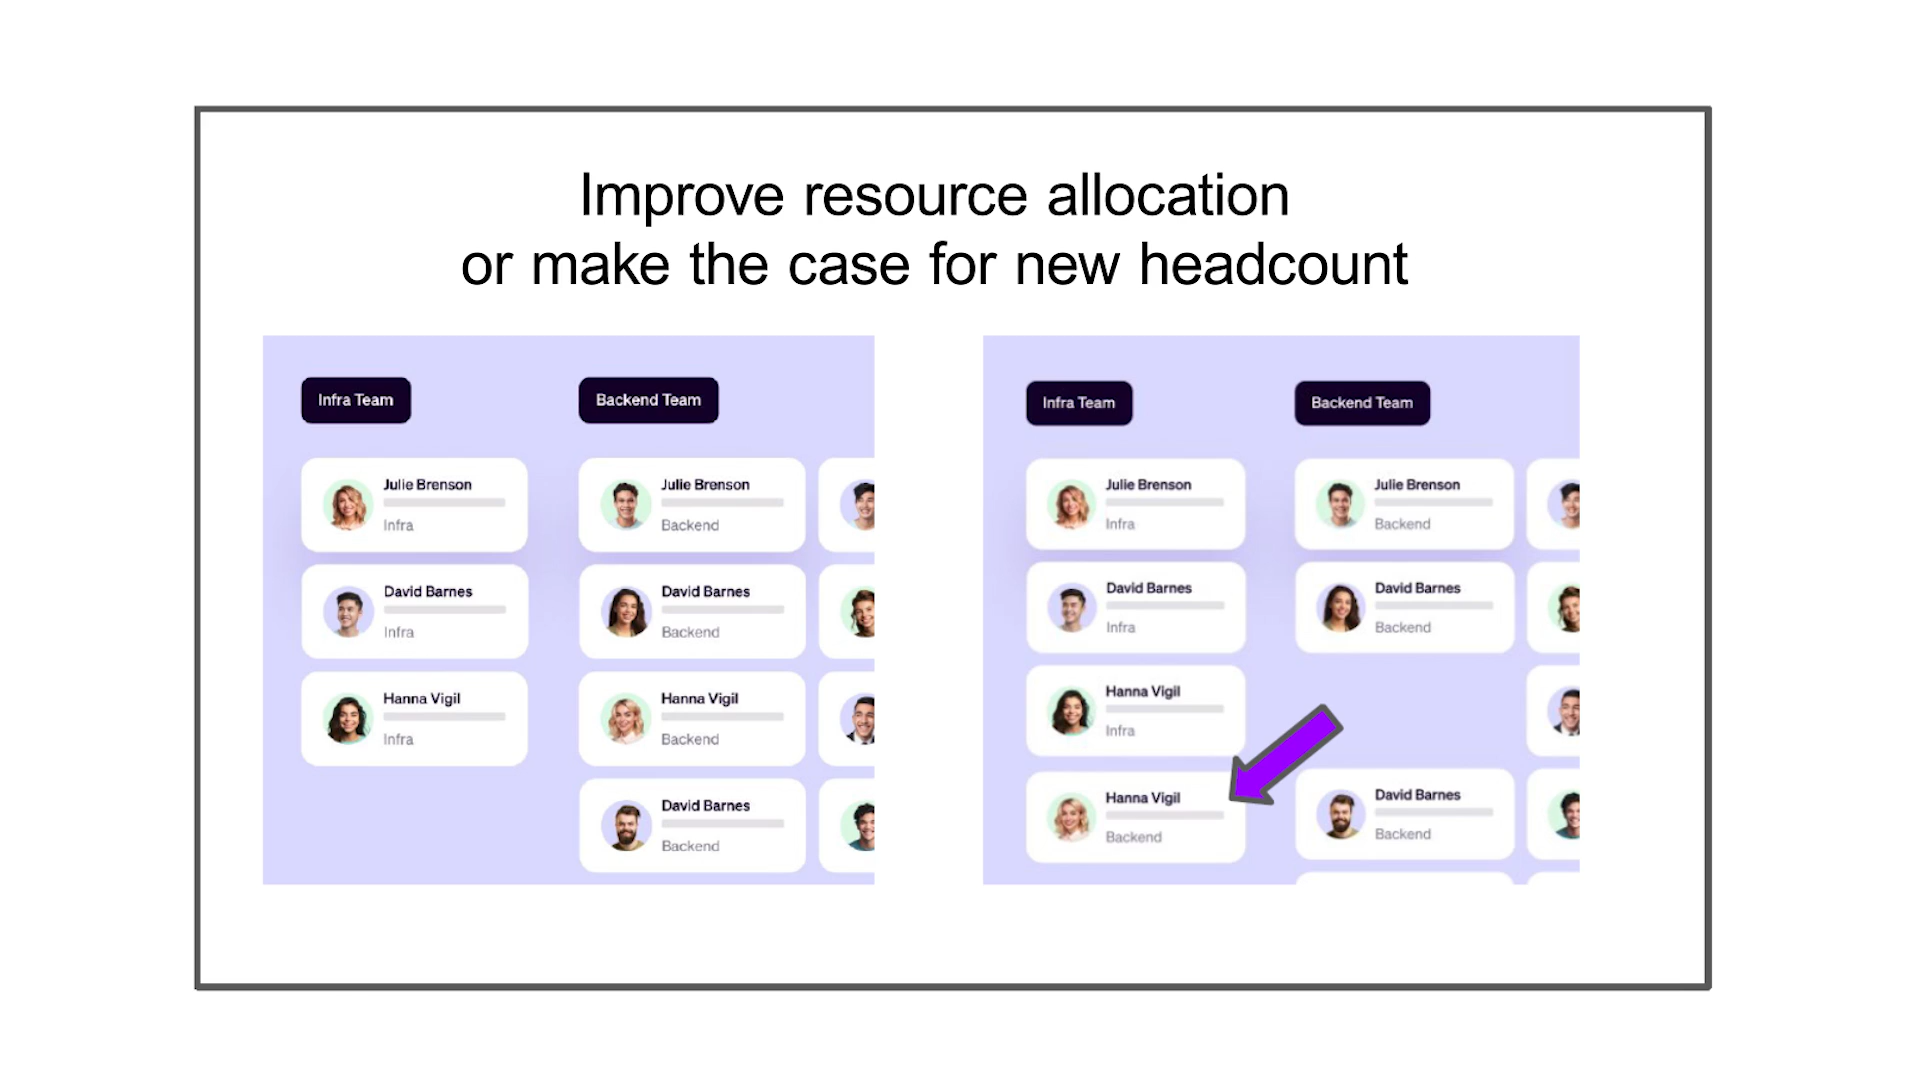 Improve resource allocation
or make the case for new headcount
Infra Team
Backend Team
Julie Brenson
Infra
Julie Brenson
Backend
David Barnes
Infra
David Barnes
Backend
Hanna Vigil
Infra
Hanna Vigil
Backend
David Barnes
Backend
Infra Team
Backend Team
Julie Brenson
Infra
Julie Brenson
Backend
David Barnes
Infra
David Barnes
Backend
Hanna Vigil
Infra
Hanna Vigil
Backend
David Barnes
Backend